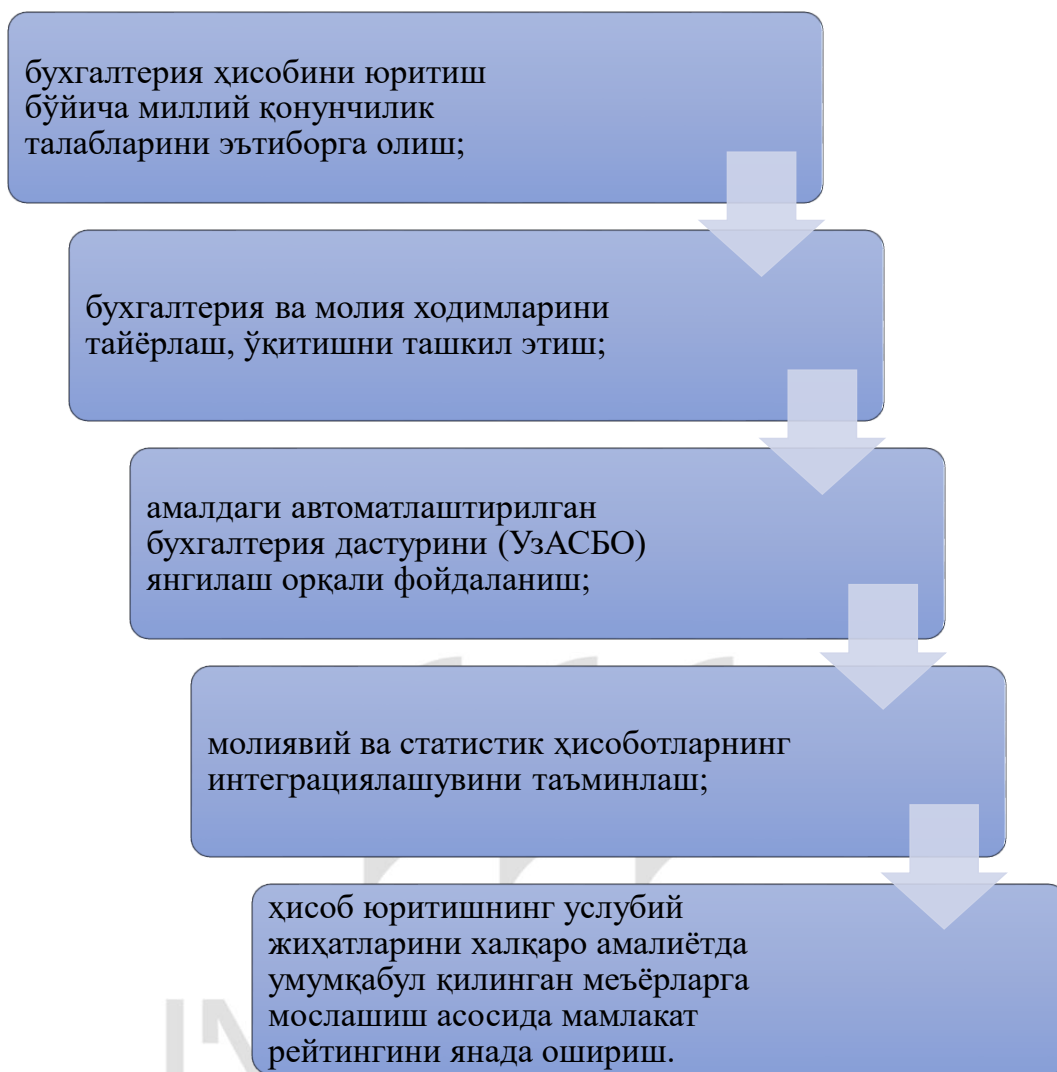 бухгалтерия ҳисобини юритиш
бўйича миллий қонунчилик
талабларини эътиборга олиш;
бухгалтерия ва молия ходимларини
тайёрлаш, ўқитишни ташкил этиш;
амалдаги автоматлаштирилган
бухгалтерия дастурини (УзАСБО)
янгилаш орқали фойдаланиш;
молиявий ва статистик ҳисоботларнинг
интеграциялашувини таъминлаш;
ҳисоб юритишнинг услубий
жиҳатларини халқаро амалиётда
умумқабул қилинган меъёрларга
мослашиш асосида мамлакат
рейтингини янада ошириш.